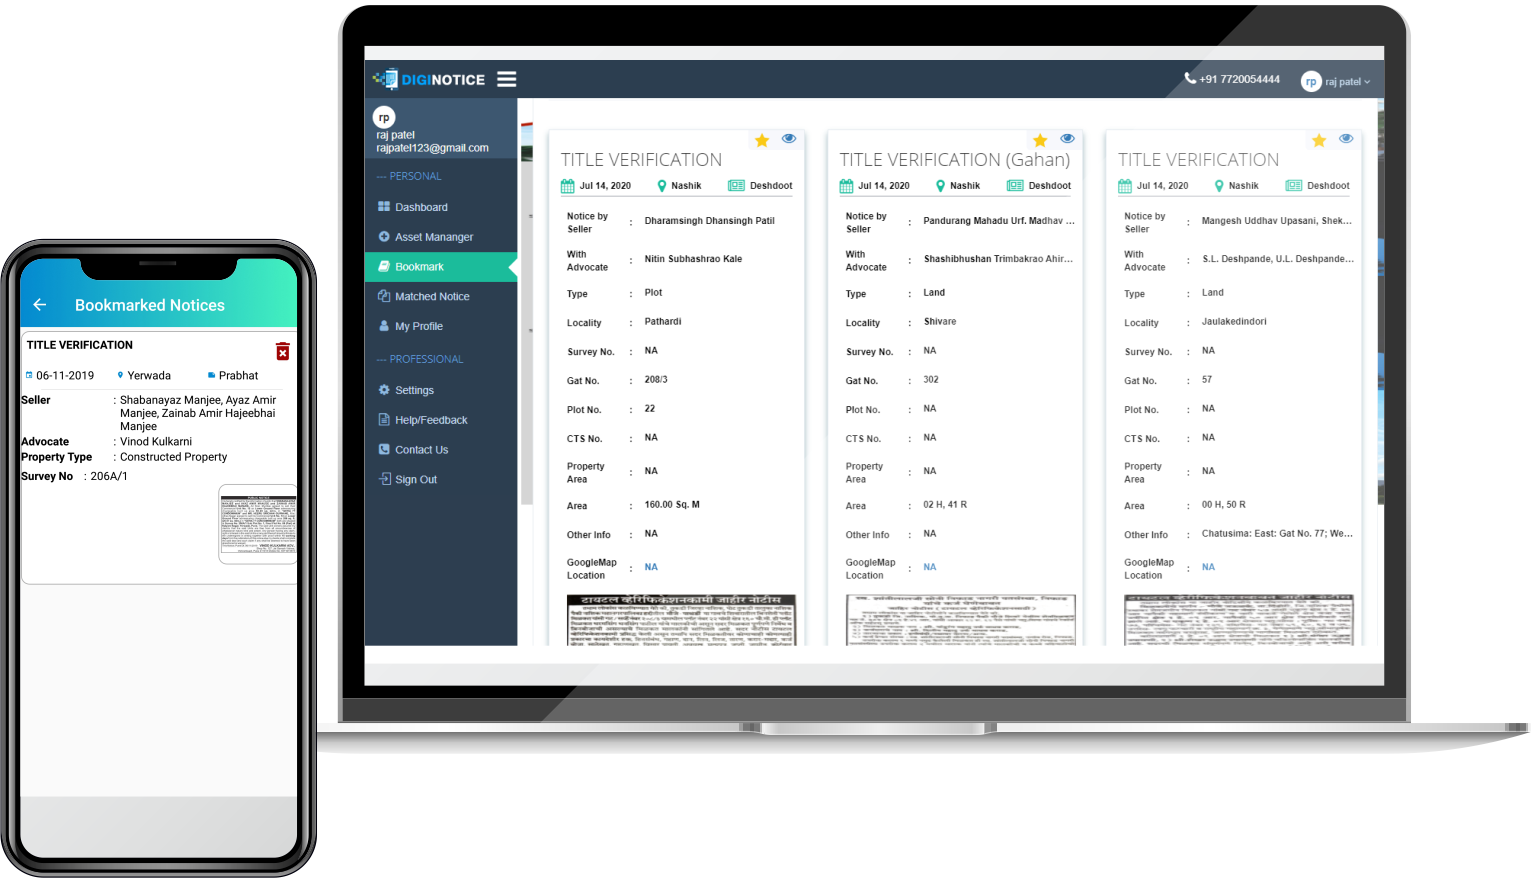 Bookmarked Notices
TITLE VERIFICATION
06-11-2019 Yerwada Prabhat
Seller : Shabanayaz Manjee, Ayaz Amir
Manjee, Zainab Amir Hajeebhai
Manjee
Advocate : Vinod Kulkarni
Property Type : Constructed Property
Survey No : 206A/1
DIGINOTICE
+91 7720054444
rp raj patel
rp
raj patel
rajpatel123@gmail.com
--- PERSONAL
Dashboard
Asset Mananger
Bookmark
Matched Notice
My Profile
--- PROFESSIONAL
Settings
Help/Feedback
Contact Us
Sign Out
TITLE VERIFICATION
Jul 14, 2020 Nashik Deshdoot
Notice by
Seller : Dharamsingh Dhansingh Patil
With
Advocate : Nitin Subhashrao Kale
Type : Plot
Locality : Pathardi
Survey No. : NA
Gat No. : 208/3
Plot No. : 22
CTS No. : NA
Property
Area : NA
Area : 160.00 Sq. M
Other Info : NA
GoogleMap
Location : NA
टायटल व्हेरिफिकेशनकामी जाहीर नोटीस
TITLE VERIFICATION (Gahan)
Jul 14, 2020 Nashik Deshdoot
Notice by
Seller : Pandurang Mahadu Urf. Madhav ...
With
Advocate : Shashibhushan Trimbakrao Ahir...
Type : Land
Locality : Shivare
Survey No. : NA
Gat No. : 302
Plot No. : NA
CTS No. : NA
Property
Area : NA
Area : 02 H, 41 R
Other Info : NA
GoogleMap
Location : NA
TITLE VERIFICATION
Jul 14, 2020 Nashik Deshdoot
Notice by
Seller : Mangesh Uddhav Upasani, Shek...
With
Advocate : S.L. Deshpande, U.L. Deshpande...
Type : Land
Locality : Jaulakedindori
Survey No. : NA
Gat No. : 57
Plot No. : NA
CTS No. : NA
Property
Area : NA
Area : 00 H, 50 R
Other Info : Chatusima: East: Gat No. 77; We...
GoogleMap
Location : NA